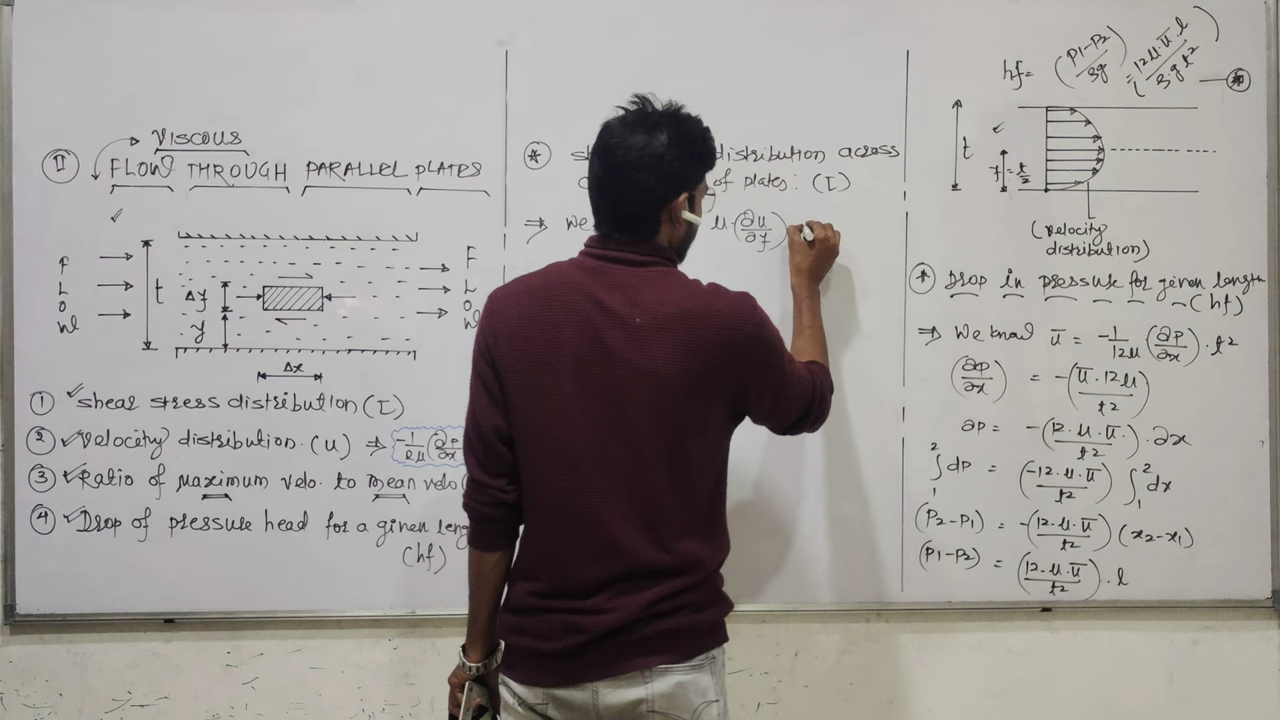 II
VISCOUS
FLOW THROUGH PARALLEL PLATES
F
L
O
W
t
Δy
y
Δx
F
L
O
W
① shear stress distribution (τ)
② velocity distribution. (u) ⇒ -1/2μ (∂p/∂x)
③ Ratio of maximum velo. to mean velo
④ Drop of pressure head for a given leng
(hf)
distribution across
of plates: (τ)
⇒ we μ·(∂u/∂y)
hf = (P1-P2/ρg) = (12·μ·ū·l/ρ·g·t²)
t
y = t/2
(velocity
distribution)
* Drop in pressure for given length
(hf)
⇒ We know ū = -1/12μ (∂P/∂x) · t²
(∂p/∂x) = -(ū·12μ/t²)
∂P = -(12·μ·ū/t²)·∂x
∫₁² dp = (-12·μ·ū/t²) ∫₁² dx
(P2-P1) = -(12·μ·ū/t²) (x2-x1)
(P1-P2) = (12·μ·ū/t²) · l